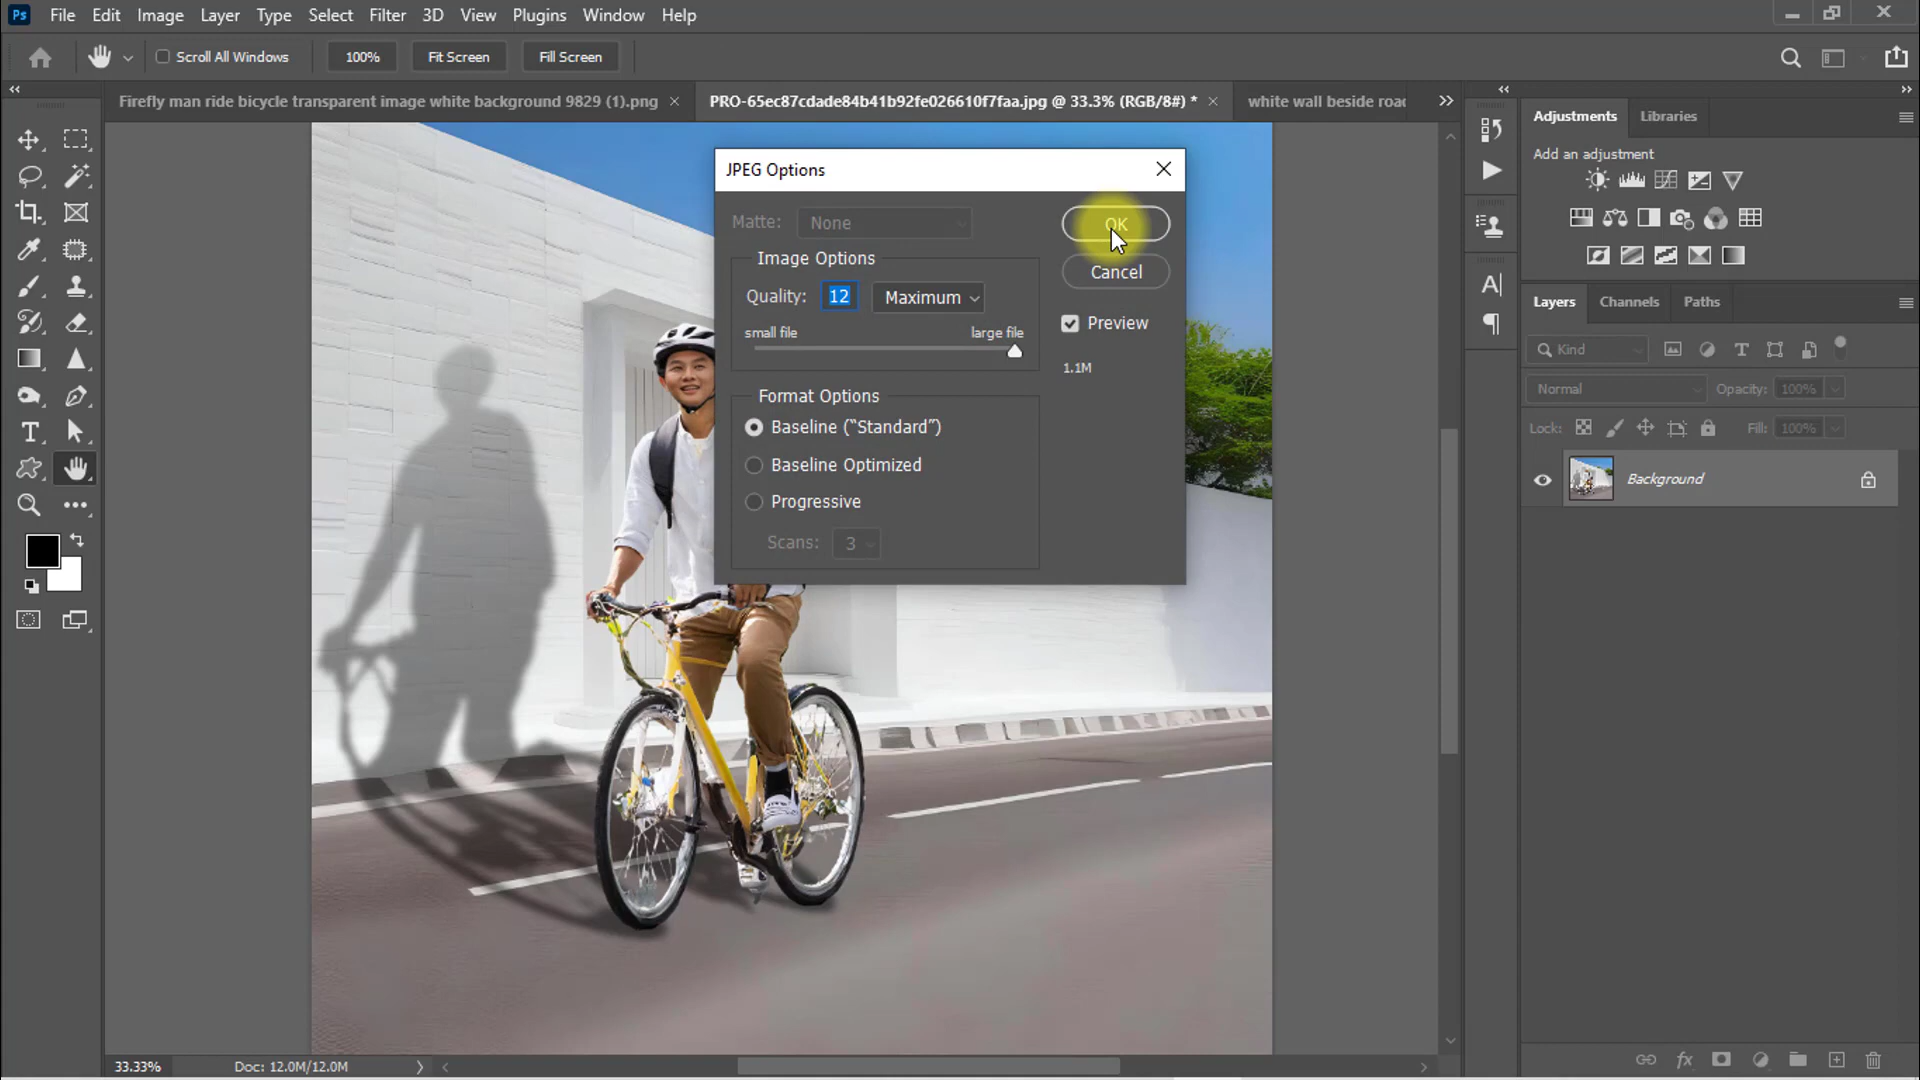 Ps File Edit Image Layer Type Select Filter 3D View Plugins Window Help
Scroll All Windows 100% Fit Screen Fill Screen
Firefly man ride bicycle transparent image white background 9829 (1).png
PRO-65ec87cdade84b41b92fe026610f7faa.jpg @ 33.3% (RGB/8#) *
white wall beside road
JPEG Options
Matte: None
OK
Cancel
Image Options
Quality: 12 Maximum
small file large file
Preview
1.1M
Format Options
Baseline (“Standard”)
Baseline Optimized
Progressive
Scans: 3
Adjustments Libraries
Add an adjustment
Layers Channels Paths
Kind
Normal Opacity: 100%
Lock: Fill: 100%
Background
33.33% Doc: 12.0M/12.0M